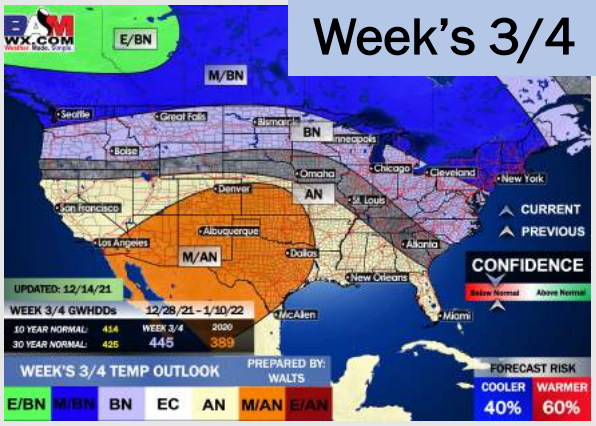 Week's 3/4
BAM
WX.COM
Weather. Made. Simple.
E/BN
M/BN
Seattle
Great Falls
Bismarck
BN
nneapolis
Boise
Omaha
Chicago
Cleveland
New York
Denver
AN
St. Louis
San Francisco
CURRENT
Los Angeles
Albuquerque
PREVIOUS
M/AN
Dallas
Atlanta
CONFIDENCE
New Orleans
UPDATED: 12/14/21
Below Normal
Above Normal
WEEK 3/4 GWHDDs
12/28/21 - 1/10/22
McAllen
Miami
WEEK 3/4
2020
10 YEAR NORMAL:
414
30 YEAR NORMAL:
425
445
389
WEEK'S 3/4 TEMP OUTLOOK
PREPARED BY:
WALTS
FORECAST RISK
COOLER
WARMER
40%
60%
E/BN
M/BN
BN
EC
AN
M/AN
E/AN